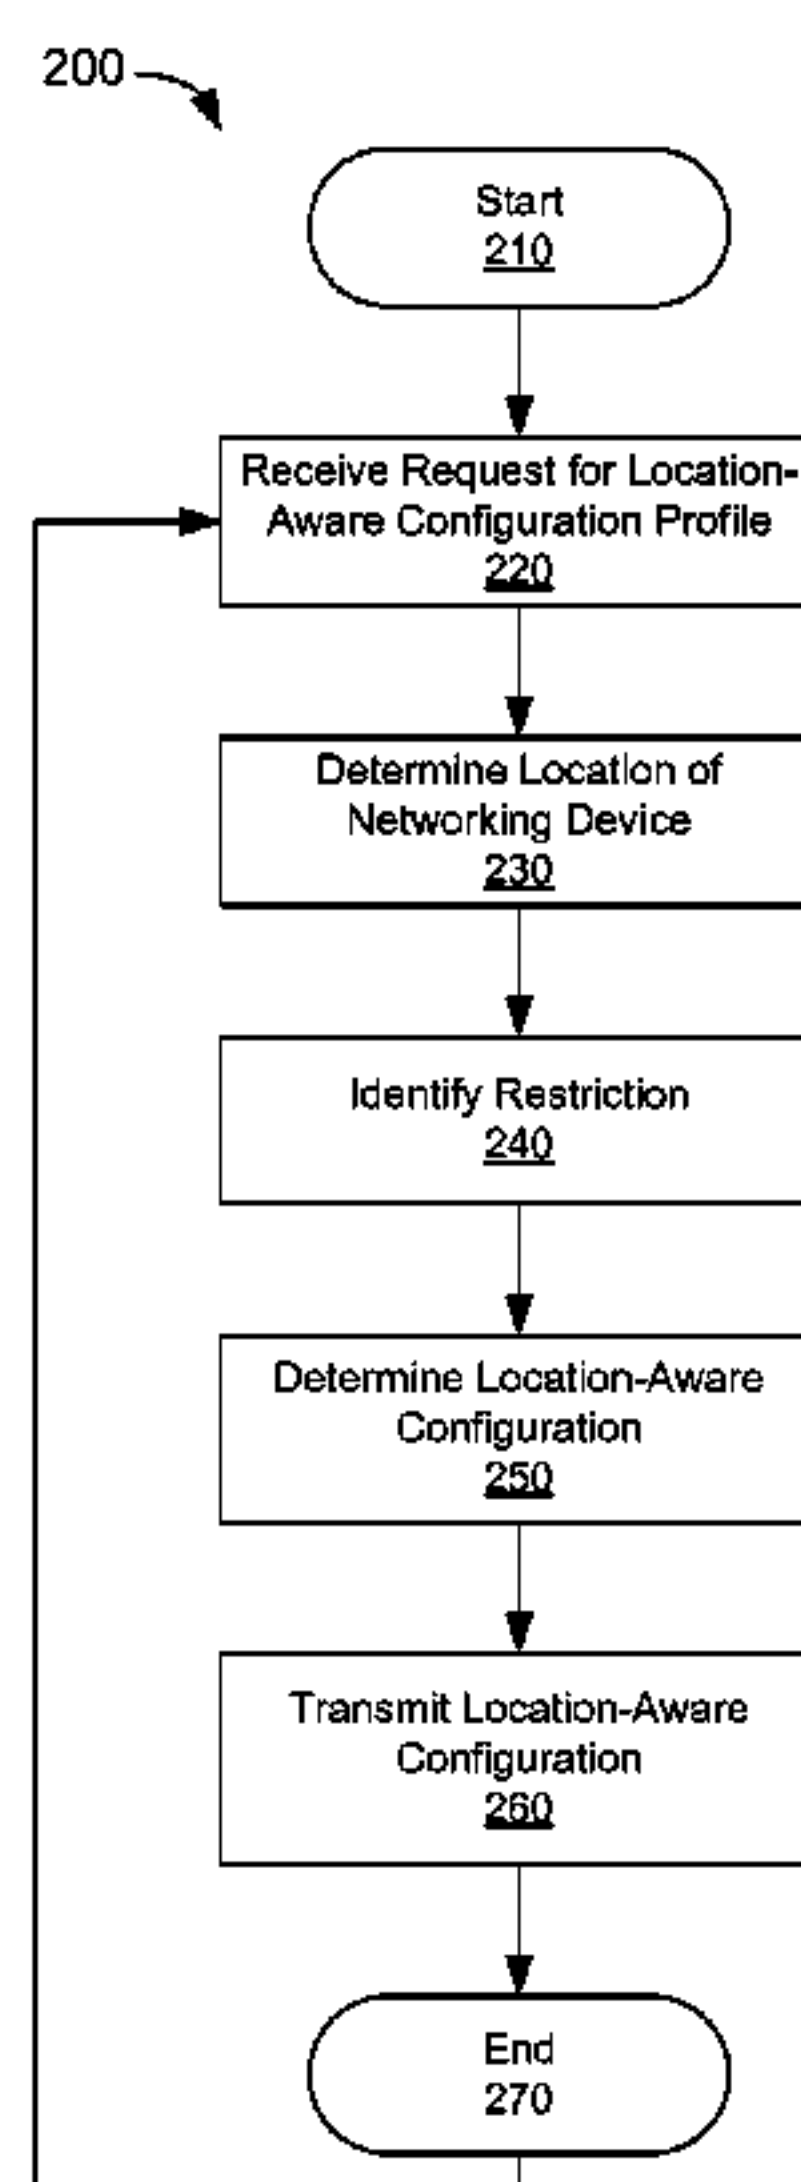 200
Start
210
Receive Request for Location-
Aware Configuration Profile
220
Determine Location of
Networking Device
230
Identify Restriction
240
Determine Location-Aware
Configuration
250
Transmit Location-Aware
Configuration
260
End
270